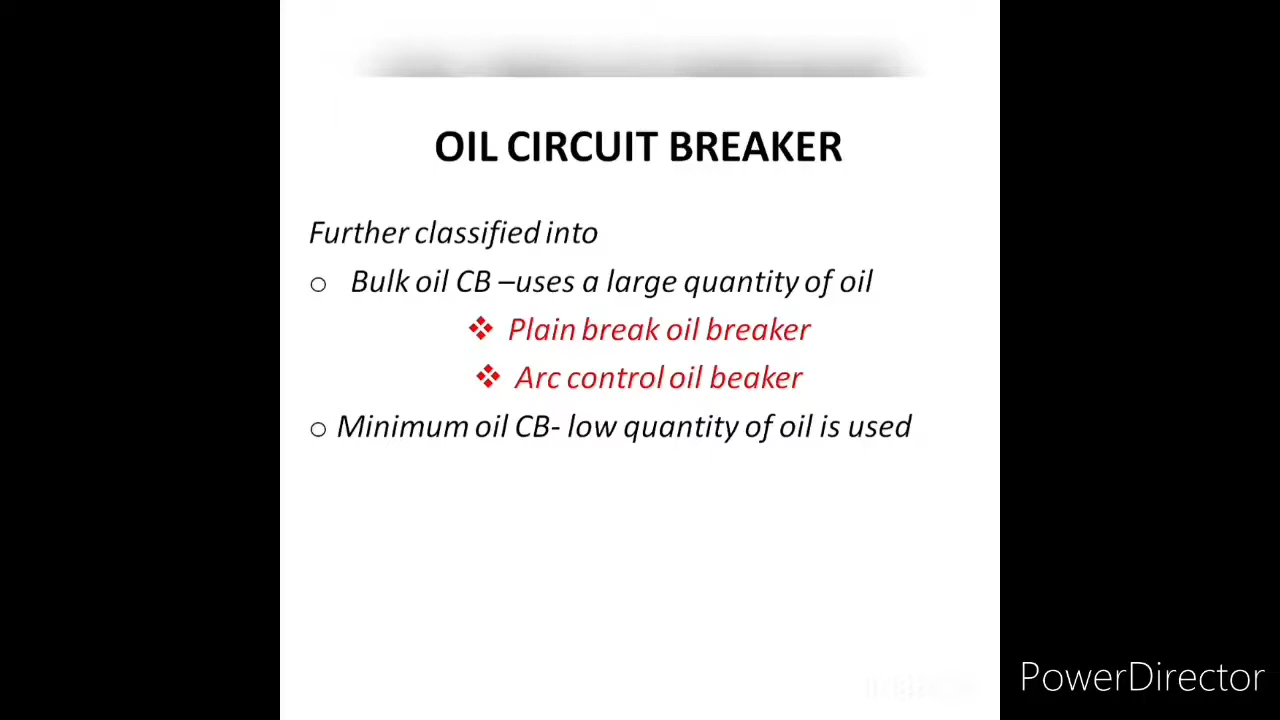 OIL CIRCUIT BREAKER
Further classified into
o Bulk oil CB –uses a large quantity of oil
❖ Plain break oil breaker
❖ Arc control oil beaker
o Minimum oil CB- low quantity of oil is used
PowerDirector